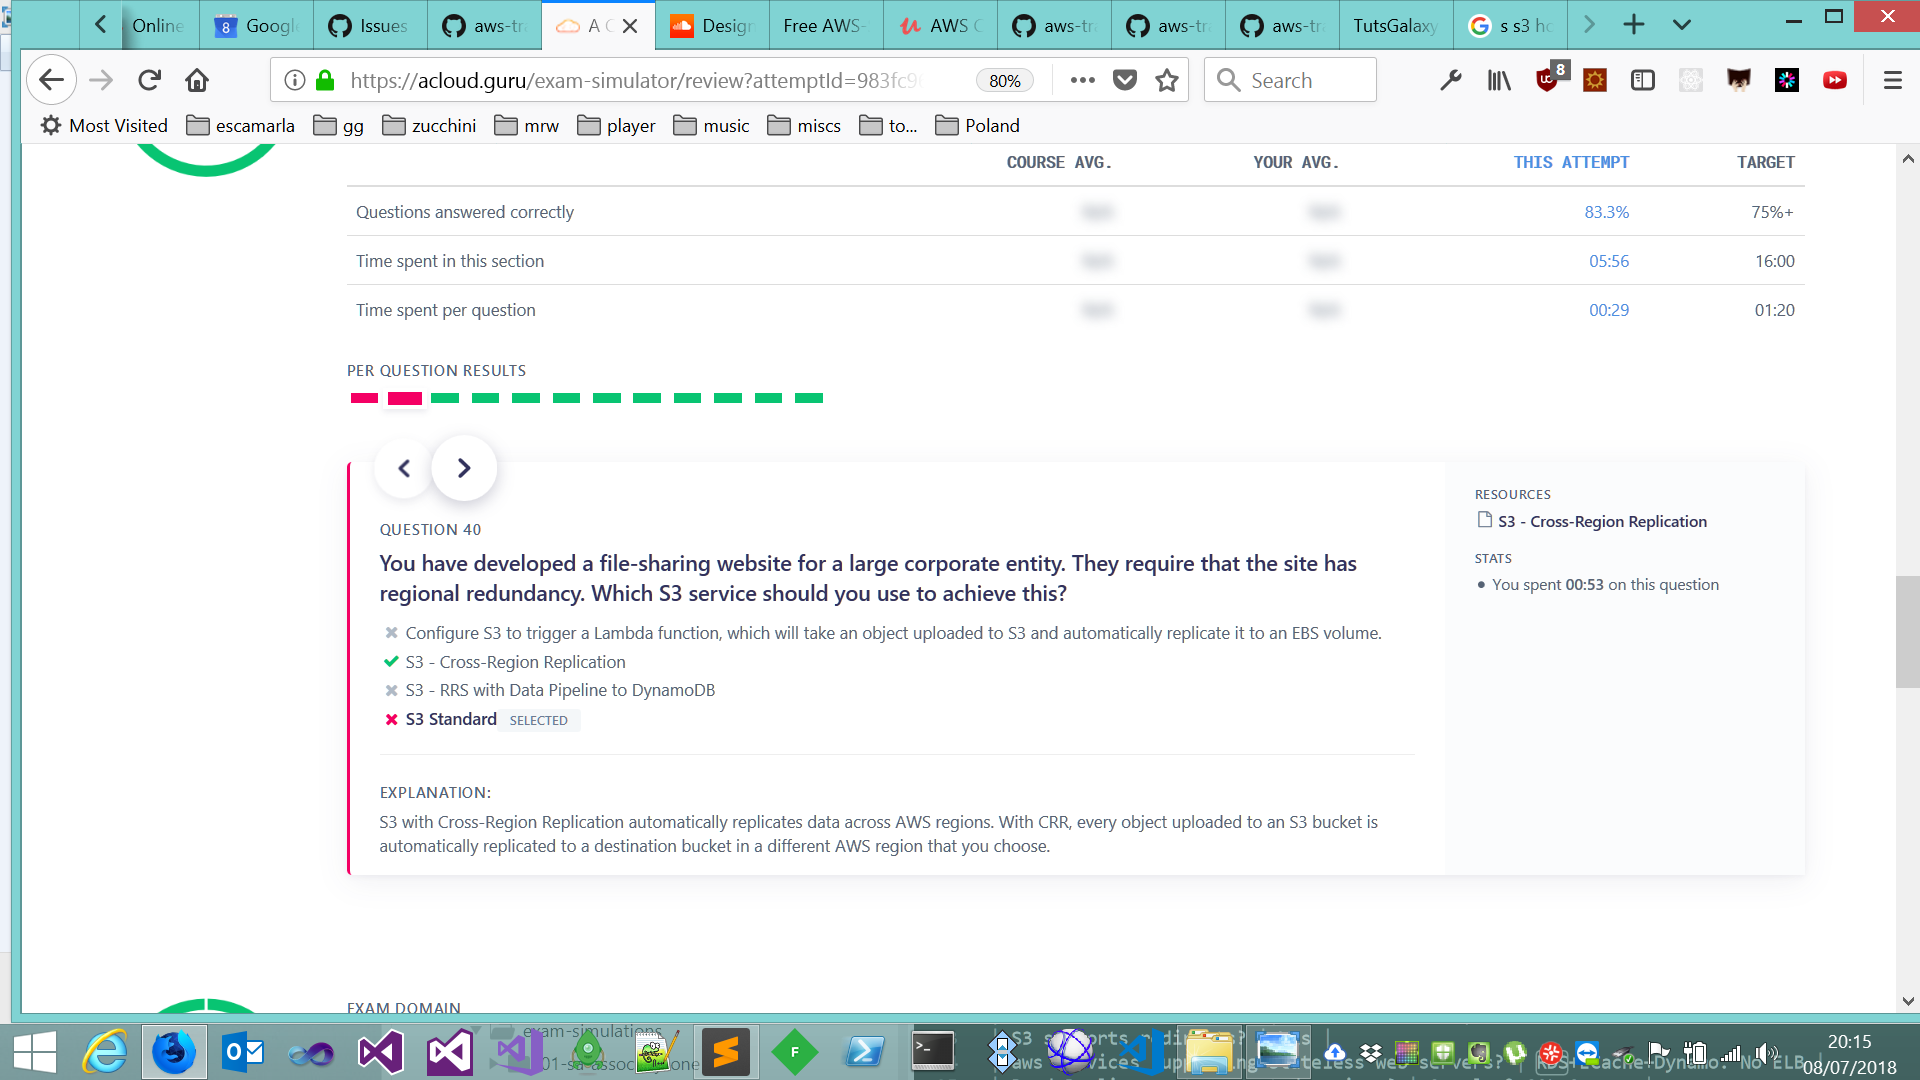 Online
Googl
Issues
aws-tr
A C
Design
Free AWS-
AWS C
aws-tr
aws-tr
aws-tr
TutsGalaxy
s s3 ho
https://acloud.guru/exam-simulator/review?attemptId=983fc9
80%
Search
8
Most Visited
escamarla
gg
zucchini
mrw
player
music
miscs
to...
Poland
COURSE AVG. YOUR AVG. THIS ATTEMPT TARGET
Questions answered correctly 83.3% 75%+
Time spent in this section 05:56 16:00
Time spent per question 00:29 01:20
PER QUESTION RESULTS
QUESTION 40
You have developed a file-sharing website for a large corporate entity. They require that the site has
regional redundancy. Which S3 service should you use to achieve this?
Configure S3 to trigger a Lambda function, which will take an object uploaded to S3 and automatically replicate it to an EBS volume.
S3 - Cross-Region Replication
S3 - RRS with Data Pipeline to DynamoDB
S3 Standard SELECTED
EXPLANATION:
S3 with Cross-Region Replication automatically replicates data across AWS regions. With CRR, every object uploaded to an S3 bucket is
automatically replicated to a destination bucket in a different AWS region that you choose.
RESOURCES
S3 - Cross-Region Replication
STATS
You spent 00:53 on this question
EXAM DOMAIN
exam-simulations
20:15
08/07/2018